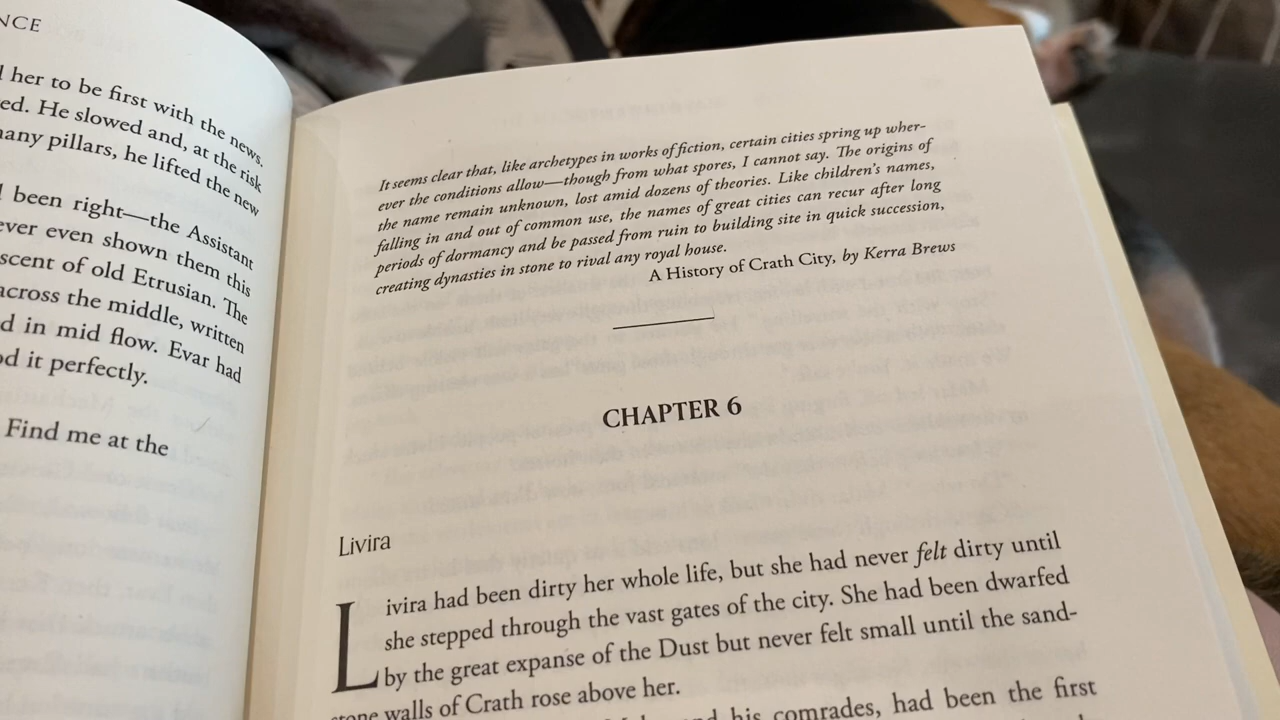 NCE
her to be first with the news.
ed. He slowed and, at the risk
any pillars, he lifted the new
been right—the Assistant
ever even shown them this
scent of old Etrusian. The
across the middle, written
d in mid flow. Evar had
od it perfectly.
Find me at the
It seems clear that, like archetypes in works of fiction, certain cities spring up wher-
ever the conditions allow—though from what spores, I cannot say. The origins of
the name remain unknown, lost amid dozens of theories. Like children's names,
falling in and out of common use, the names of great cities can recur after long
periods of dormancy and be passed from ruin to building site in quick succession,
creating dynasties in stone to rival any royal house.
A History of Crath City, by Kerra Brews
CHAPTER 6
Livira
Livira had been dirty her whole life, but she had never felt dirty until
she stepped through the vast gates of the city. She had been dwarfed
by the great expanse of the Dust but never felt small until the sand-
stone walls of Crath rose above her.
and his comrades, had been the first